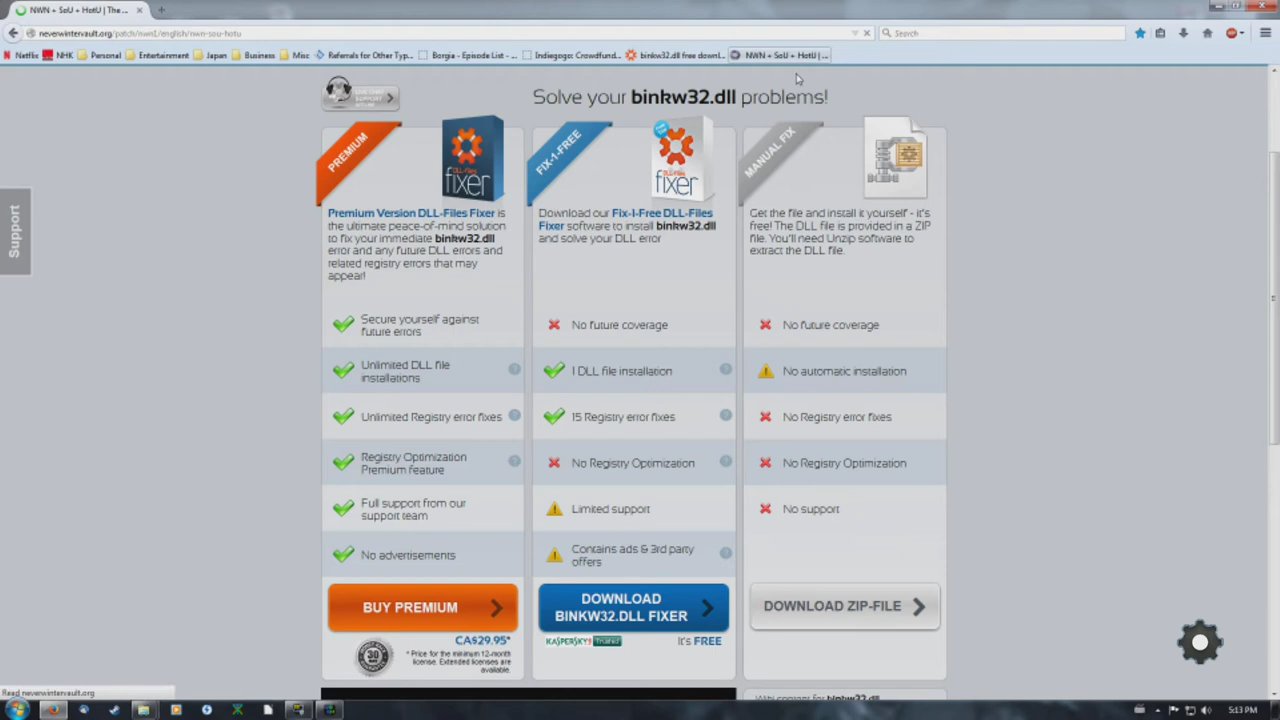 NWN + SoU + HotU | The ...
neverwintervault.org/patch/nwn1/english/nwn-sou-hotu
Search
Netflix NHK Personal Entertainment Japan Business Misc Referrals for Other Typ... Borgia - Episode List - ... Indiegogo: Crowdfund... binkw32.dll free downl... NWN + SoU + HotU | ...
Solve your binkw32.dll problems!
Support
PREMIUM
DLL-Files
fixer
Premium Version DLL-Files Fixer is
the ultimate peace-of-mind solution
to fix your immediate binkw32.dll
error and any future DLL errors and
related registry errors that may
appear!
Secure yourself against
future errors
Unlimited DLL file
installations
Unlimited Registry error fixes
Registry Optimization
Premium feature
Full support from our
support team
No advertisements
BUY PREMIUM
CA$29.95*
* Price for the minimum 12-month
license. Extended licenses are
available.
30
FIX-1-FREE
DLL-Files
fixer
Download our Fix-1-Free DLL-Files
Fixer software to install binkw32.dll
and solve your DLL error
No future coverage
1 DLL file installation
15 Registry error fixes
No Registry Optimization
Limited support
Contains ads & 3rd party
offers
DOWNLOAD
BINKW32.DLL FIXER
KASPERSKY Trusted
It's FREE
MANUAL FIX
Get the file and install it yourself - it's
free! The DLL file is provided in a ZIP
file. You'll need Unzip software to
extract the DLL file.
No future coverage
No automatic installation
No Registry error fixes
No Registry Optimization
No support
DOWNLOAD ZIP-FILE
Read neverwintervault.org
5:13 PM